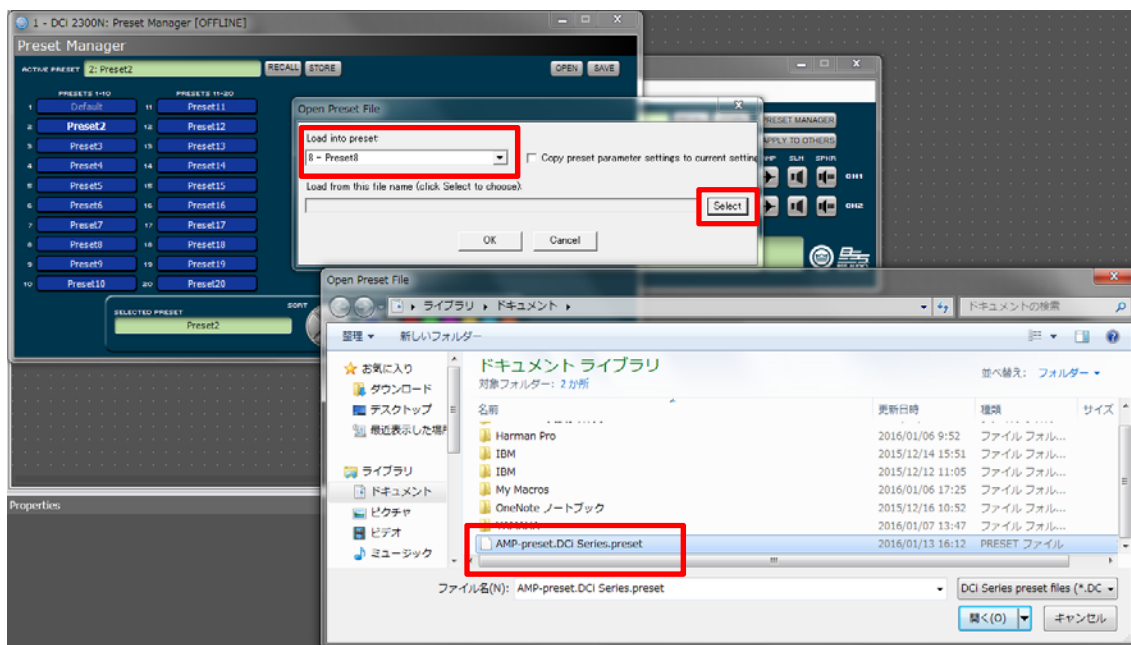 1 - DCi 2300N: Preset Manager [OFFLINE]
Preset Manager
ACTIVE PRESET 2: Preset2 RECALL STORE OPEN SAVE
PRESETS 1-10 PRESETS 11-20
1 Default 11 Preset11
2 Preset2 12 Preset12
3 Preset3 13 Preset13
4 Preset4 14 Preset14
5 Preset5 15 Preset15
6 Preset6 16 Preset16
7 Preset7 17 Preset17
8 Preset8 18 Preset18
9 Preset9 19 Preset19
10 Preset10 20 Preset20
SELECTED PRESET
Preset2
SORT
PRESET MANAGER
APPLY TO OTHERS
AMP SLM SPKR
CH1
CH2
Open Preset File
Load into preset:
8 - Preset8
Copy preset parameter settings to current setting
Load from this file name (click Select to choose):
Select
OK Cancel
Properties
Open Preset File
ライブラリ ドキュメント ドキュメントの検索
整理 新しいフォルダー
お気に入り
ダウンロード
デスクトップ
最近表示した場所
ライブラリ
ドキュメント
ピクチャ
ビデオ
ミュージック
ドキュメント ライブラリ
対象フォルダー: 2 か所
並べ替え: フォルダー
名前 更新日時 種類 サイズ
Harman Pro 2016/01/06 9:52 ファイル フォル...
IBM 2015/12/14 15:51 ファイル フォル...
IBM 2015/12/12 11:05 ファイル フォル...
My Macros 2016/01/06 17:25 ファイル フォル...
OneNote ノートブック 2015/12/16 10:52 ファイル フォル...
2016/01/07 13:47 ファイル フォル...
AMP-preset.DCi Series.preset 2016/01/13 16:12 PRESET ファイル
ファイル名(N): AMP-preset.DCi Series.preset DCi Series preset files (*.DC
開く(O) キャンセル